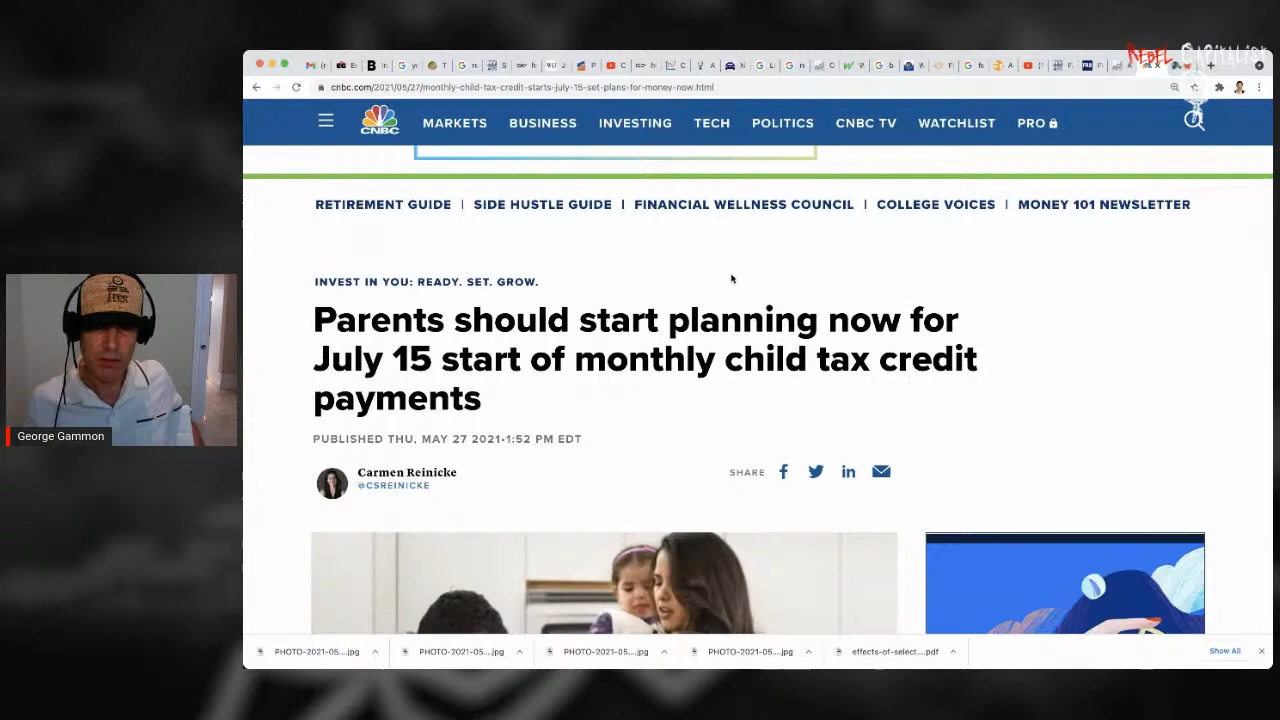 REBEL CAPITALIST
cnbc.com/2021/05/27/monthly-child-tax-credit-starts-july-15-set-plans-for-money-now.html
CNBC
MARKETS BUSINESS INVESTING TECH POLITICS CNBC TV WATCHLIST PRO
RETIREMENT GUIDE | SIDE HUSTLE GUIDE | FINANCIAL WELLNESS COUNCIL | COLLEGE VOICES | MONEY 101 NEWSLETTER
INVEST IN YOU: READY. SET. GROW.
Parents should start planning now for
July 15 start of monthly child tax credit
payments
PUBLISHED THU, MAY 27 2021•1:52 PM EDT
Carmen Reinicke
@CSREINICKE
SHARE
free
George Gammon
PHOTO-2021-05....jpg PHOTO-2021-05....jpg PHOTO-2021-05....jpg PHOTO-2021-05....jpg effects-of-select....pdf Show All